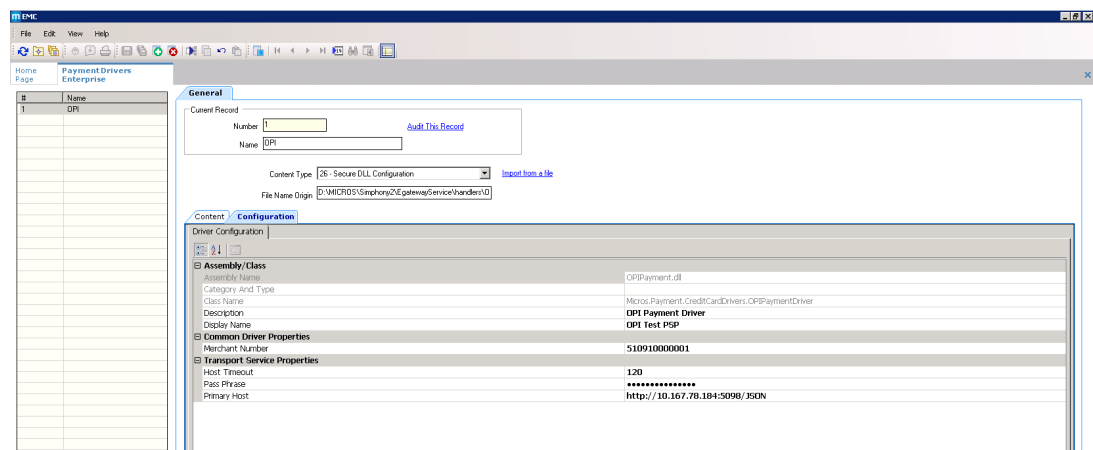 m EMC
File Edit View Help
Home Page
Payment Drivers Enterprise
# Name
1 OPI
General
Current Record
Number 1
Audit This Record
Name OPI
Content Type 26 - Secure DLL Configuration
Import from a file
File Name Origin D:\MICROS\Simphony2\EgatewayService\handlers\O
Content Configuration
Driver Configuration
Assembly/Class
Assembly Name OPIPayment.dll
Category And Type
Class Name Micros.Payment.CreditCardDrivers.OPIPaymentDriver
Description OPI Payment Driver
Display Name OPI Test PSP
Common Driver Properties
Merchant Number 510910000001
Transport Service Properties
Host Timeout 120
Pass Phrase •••••••••••••••
Primary Host http://10.167.78.184:5098/JSON